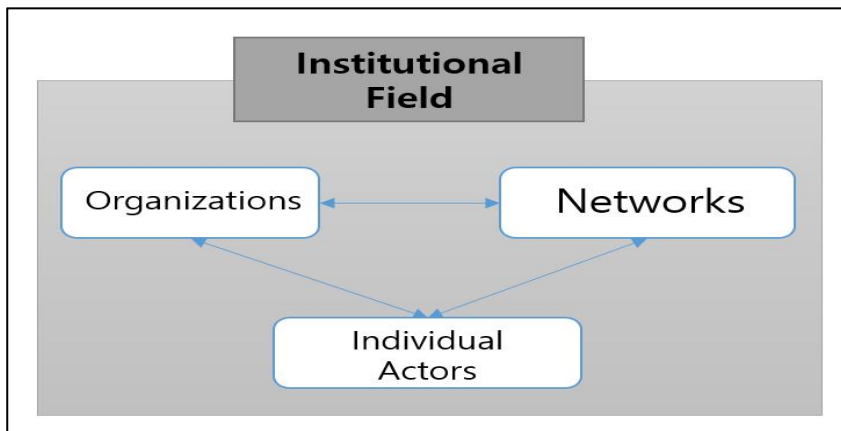 Institutional
Field
Organizations
Networks
Individual
Actors